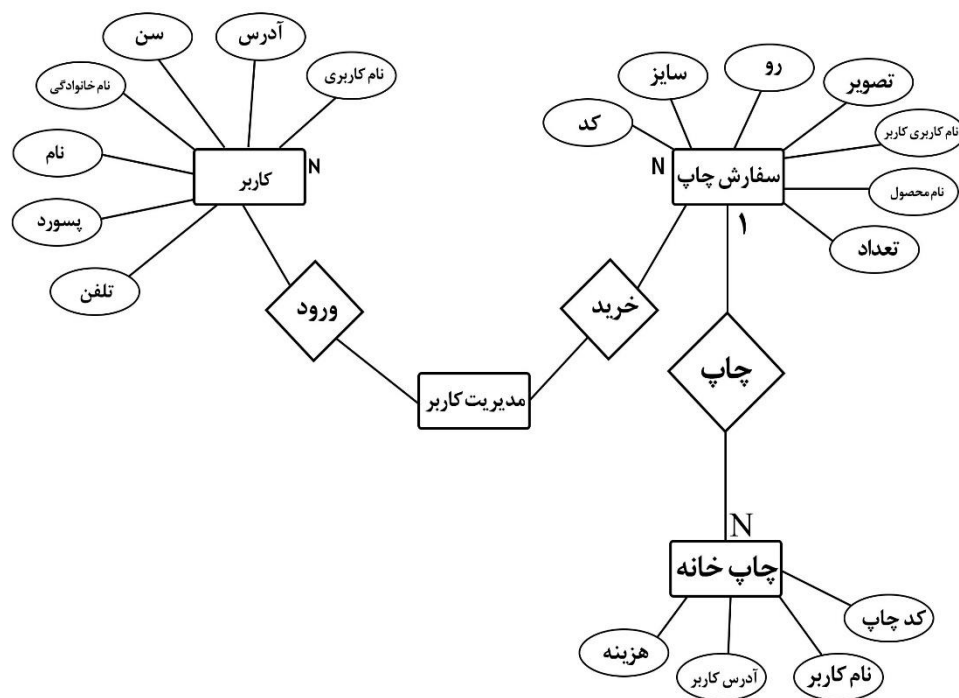 سن
آدرس
نام کاربری
نام خانوادگی
نام
پسورد
تلفن
کاربر
N
ورود
مدیریت کاربر
خرید
رو
سایز
تصویر
کد
نام کاربری کاربر
نام محصول
تعداد
N
سفارش چاپ
۱
چاپ
N
چاپ خانه
کد چاپ
هزینه
آدرس کاربر
نام کاربر